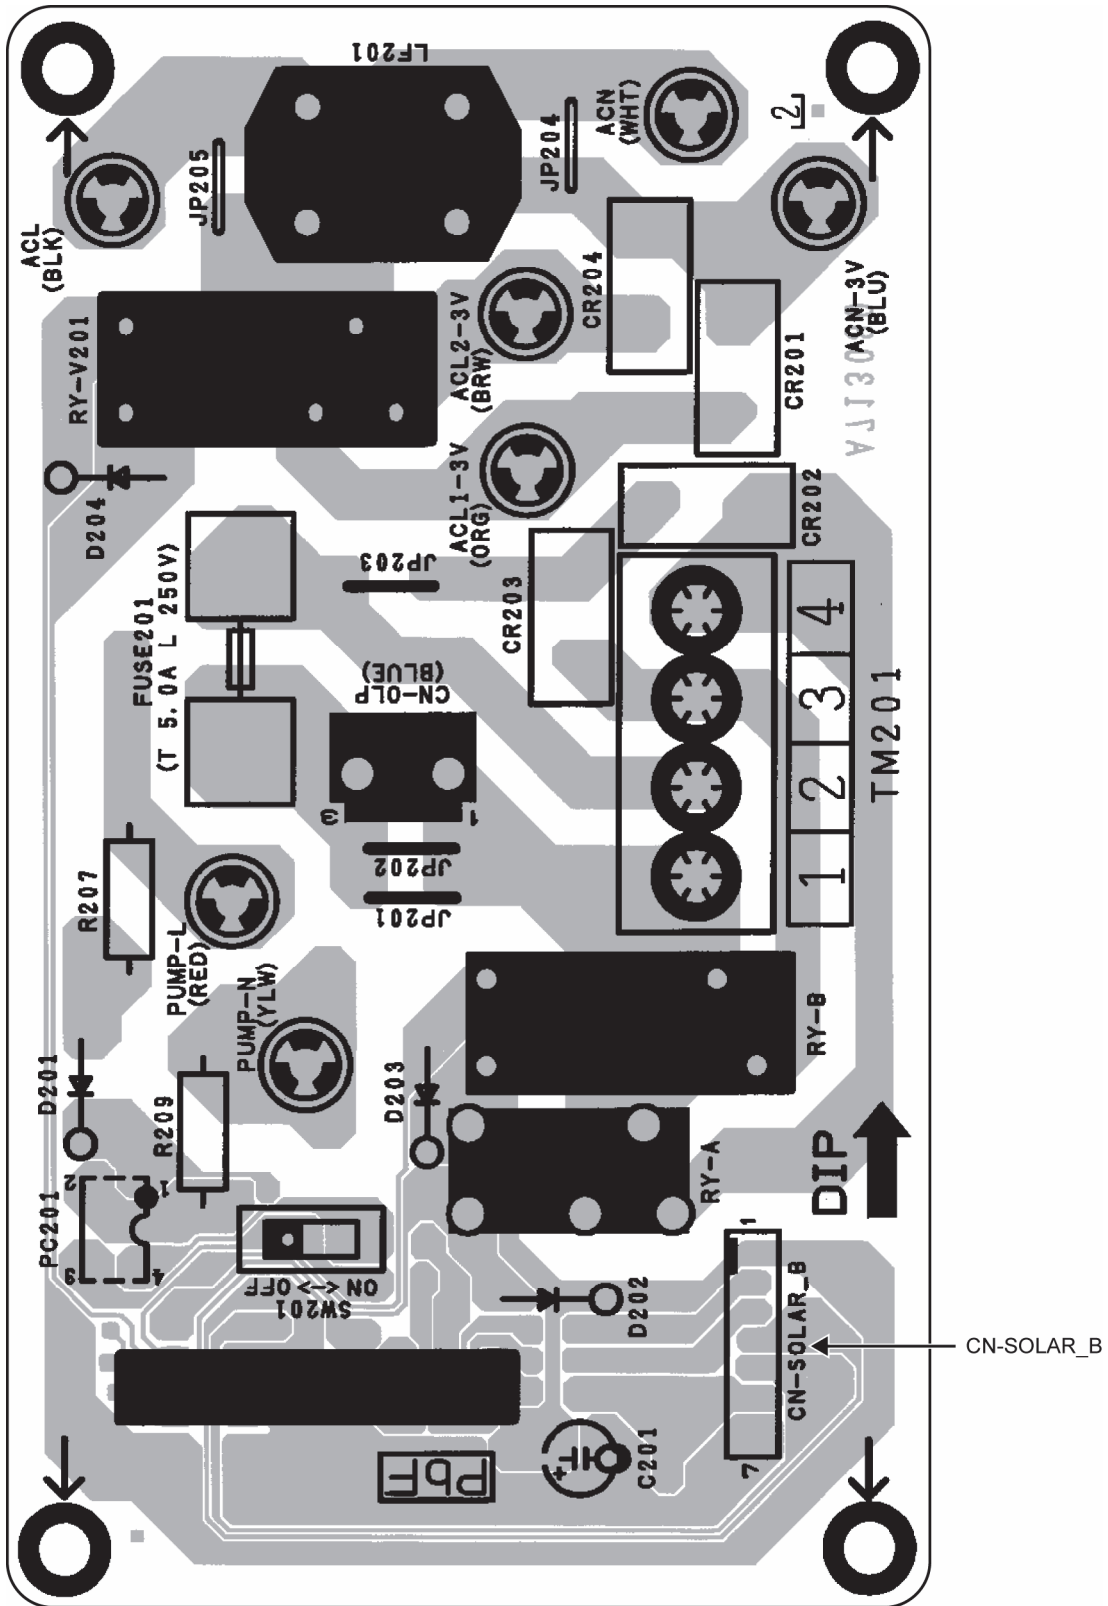 LF201
ACN
(WHT)
2
JP204
JP205
ACL
(BLK)
CR204
ACN-3V
(BLU)
RY-V201
ACL2-3V
(BRW)
CR201
ACL1-3V
(ORG)
CR202
D204
JP203
FUSE201
(T 5.0A L 250V)
CR203
4
3
2
1
TM201
CN-OLP
(BLUE)
3
1
JP202
JP201
R207
PUMP-L
(RED)
PUMP-N
(YLW)
RY-B
D201
D203
R209
RY-A
DIP
PC201
2
1
3
4
ON <-> OFF
SW201
D202
1
CN-SOLAR_B
7
CN-SOLAR_B
C201
+
PbF